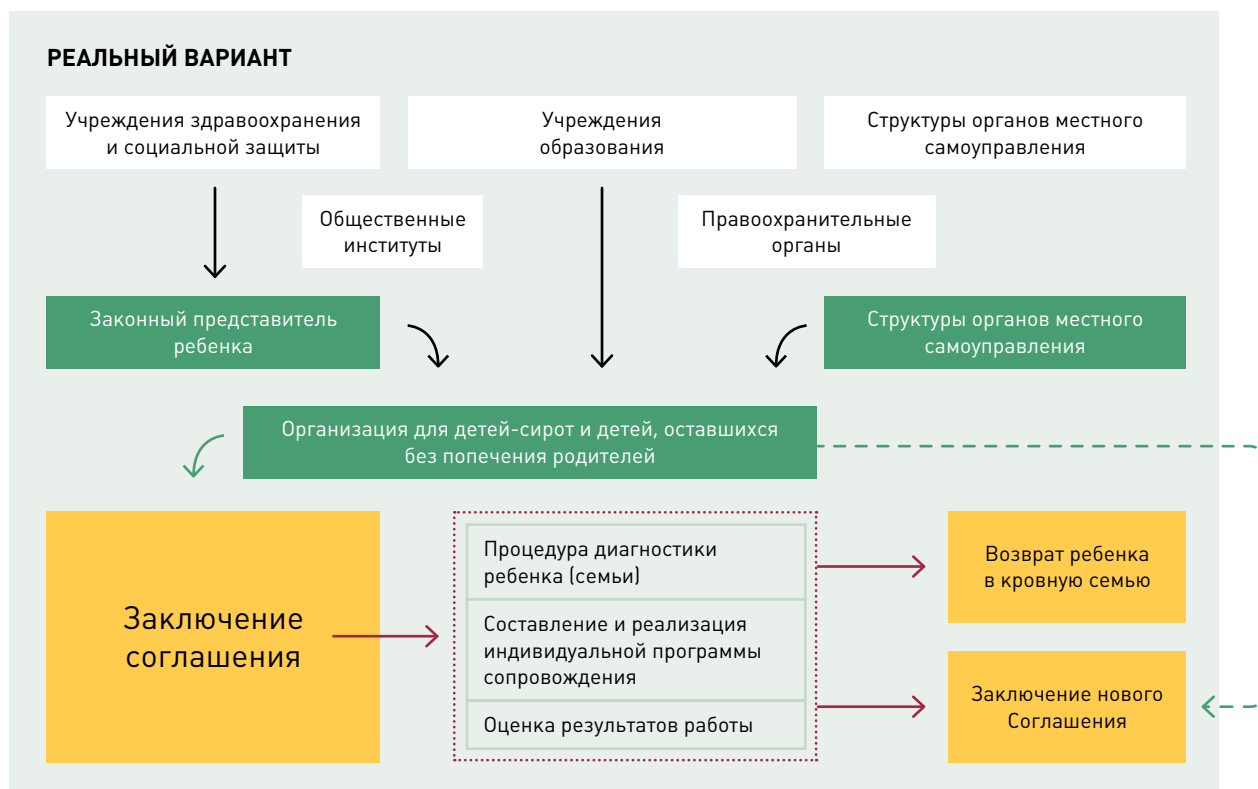 РЕАЛЬНЫЙ ВАРИАНТ
Учреждения здравоохранения
и социальной защиты
Учреждения
образования
Структуры органов местного
самоуправления
Общественные
институты
Правоохранительные
органы
Законный представитель
ребенка
Структуры органов местного
самоуправления
Организация для детей-сирот и детей, оставшихся
без попечения родителей
Заключение
соглашения
Процедура диагностики
ребенка (семьи)
Составление и реализация
индивидуальной программы
сопровождения
Оценка результатов работы
Возврат ребенка
в кровную семью
Заключение нового
Соглашения